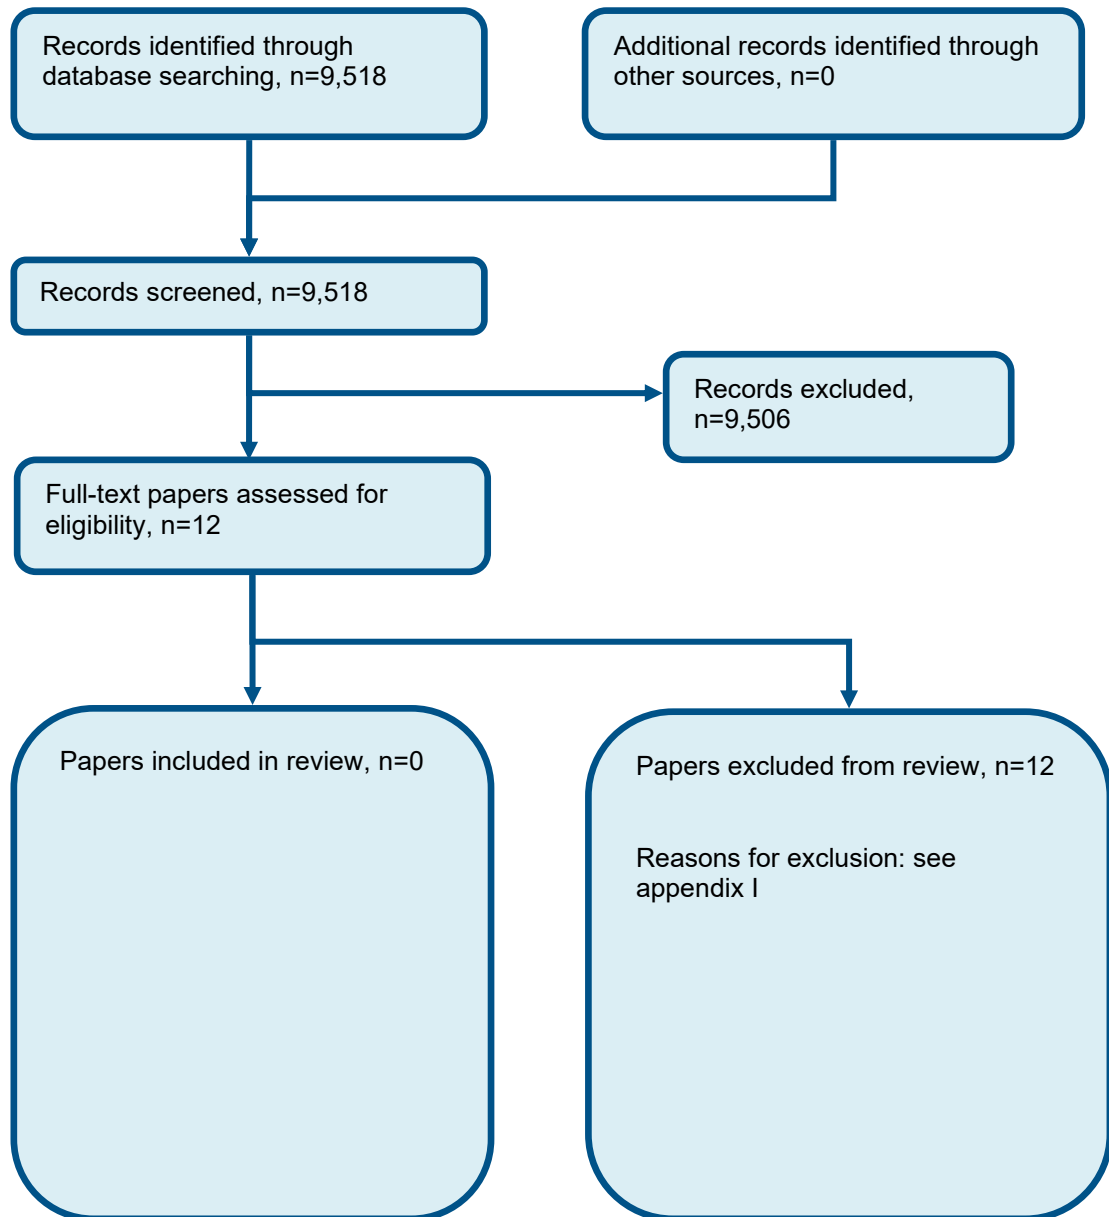 Records identified through
database searching, n=9,518
Additional records identified through
other sources, n=0
Records screened, n=9,518
Records excluded,
n=9,506
Full-text papers assessed for
eligibility, n=12
Papers included in review, n=0
Papers excluded from review, n=12
Reasons for exclusion: see
appendix I